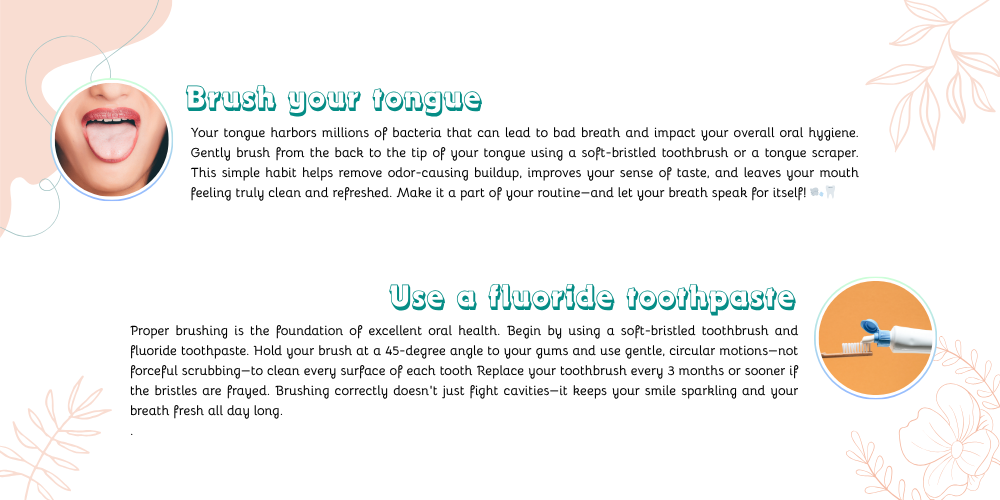 Brush your tongue
Your tongue harbors millions of bacteria that can lead to bad breath and impact your overall oral hygiene.
Gently brush from the back to the tip of your tongue using a soft-bristled toothbrush or a tongue scraper.
This simple habit helps remove odor-causing buildup, improves your sense of taste, and leaves your mouth
feeling truly clean and refreshed. Make it a part of your routine—and let your breath speak for itself! 🪥🦷
Use a fluoride toothpaste
Proper brushing is the foundation of excellent oral health. Begin by using a soft-bristled toothbrush and
fluoride toothpaste. Hold your brush at a 45-degree angle to your gums and use gentle, circular motions—not
forceful scrubbing—to clean every surface of each tooth Replace your toothbrush every 3 months or sooner if
the bristles are frayed. Brushing correctly doesn't just fight cavities—it keeps your smile sparkling and your
breath fresh all day long.
.